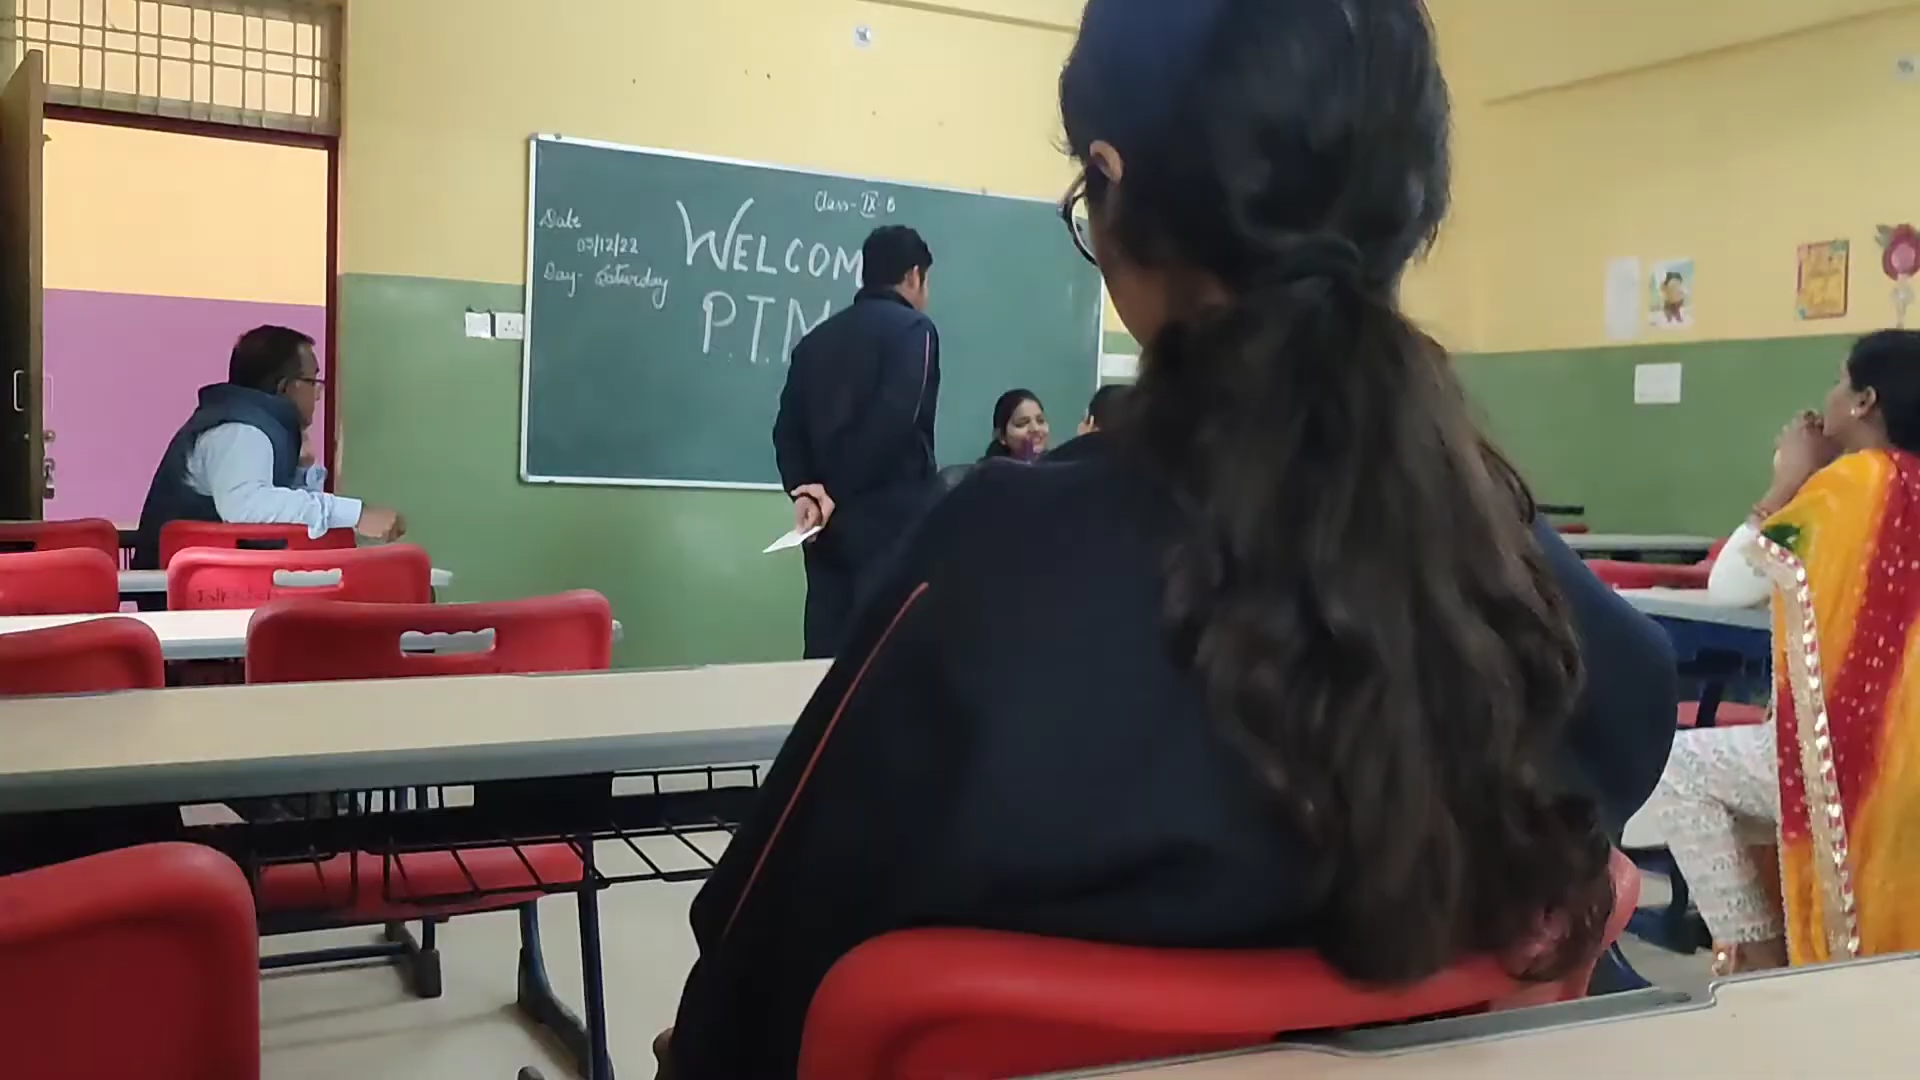 Class - IX B
Date
03/12/22
Day - Saturday
WELCOM
P.T.M